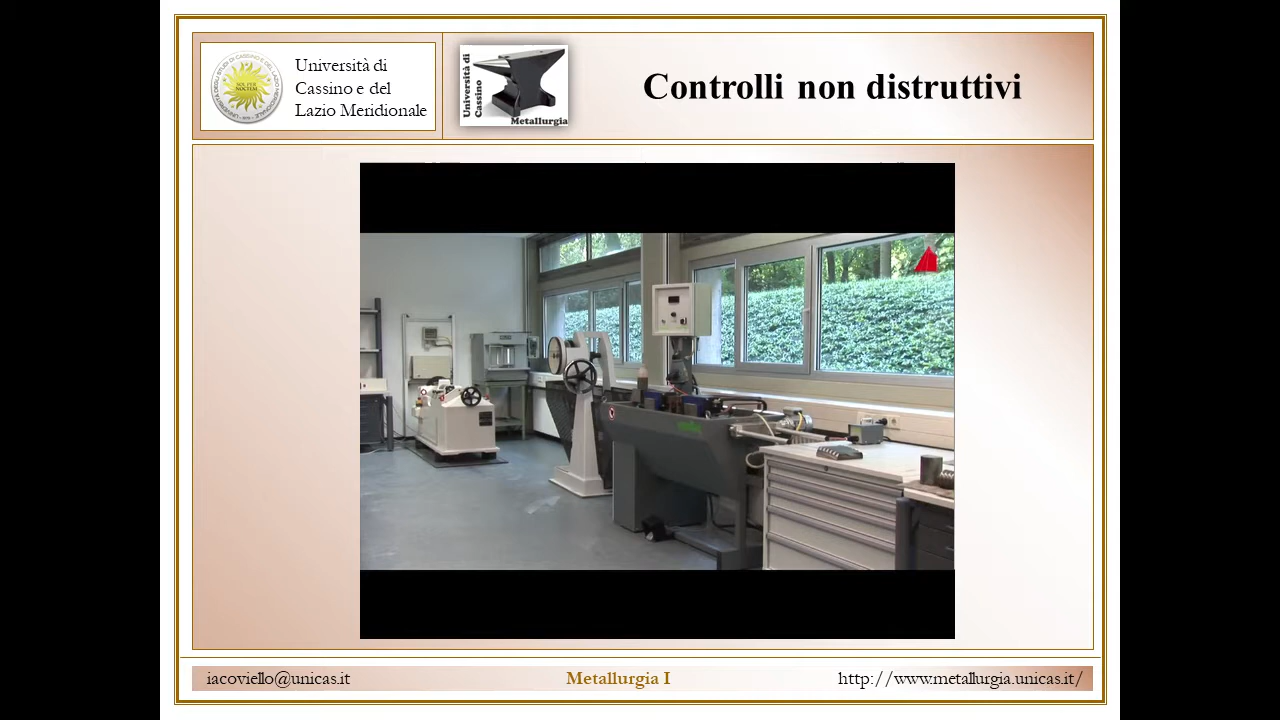 Università di
Cassino e del
Lazio Meridionale
Università di
Cassino
Metallurgia
Controlli non distruttivi
iacoviello@unicas.it
Metallurgia I
http://www.metallurgia.unicas.it/